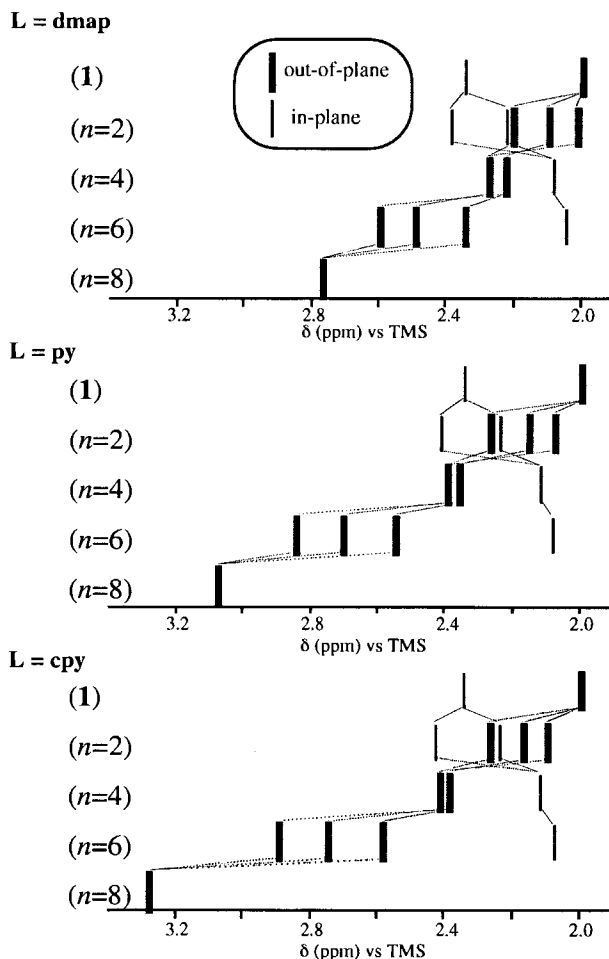 L = dmap
out-of-plane
in-plane
(1)
(n=2)
(n=4)
(n=6)
(n=8)
3.2 2.8 2.4 2.0
δ (ppm) vs TMS
L = py
(1)
(n=2)
(n=4)
(n=6)
(n=8)
3.2 2.8 2.4 2.0
δ (ppm) vs TMS
L = cpy
(1)
(n=2)
(n=4)
(n=6)
(n=8)
3.2 2.8 2.4 2.0
δ (ppm) vs TMS